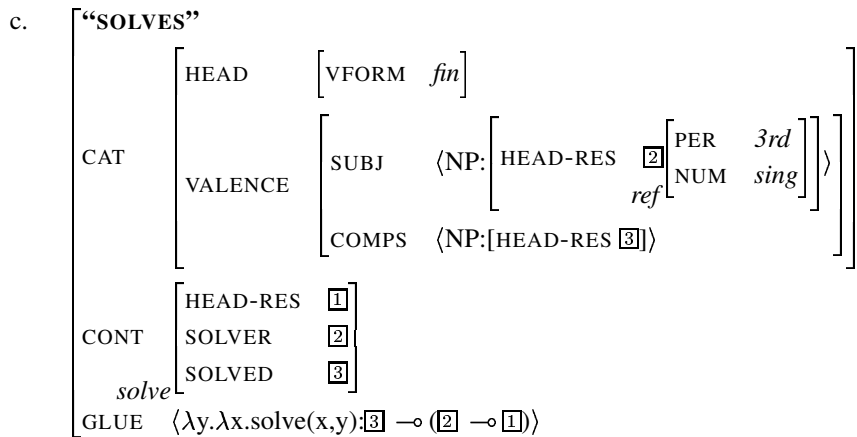 c. “SOLVES”
HEAD [VFORM fin]
CAT VALENCE SUBJ ⟨NP:[HEAD-RES [2] ref [PER 3rd
NUM sing]]⟩
COMPS ⟨NP:[HEAD-RES [3]]⟩
HEAD-RES [1]
CONT SOLVER [2]
solve SOLVED [3]
GLUE ⟨λy.λx.solve(x,y):[3] ⊸ ([2] ⊸ [1])⟩